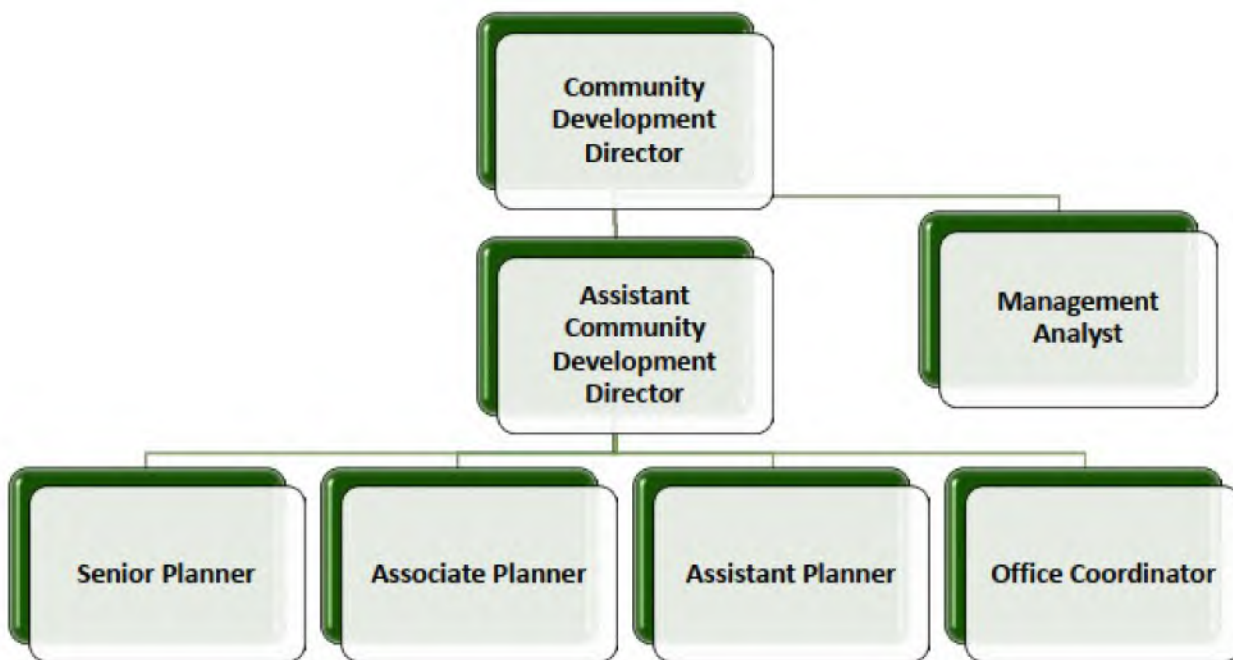 Community
Development
Director
Management
Analyst
Assistant
Community
Development
Director
Senior Planner
Associate Planner
Assistant Planner
Office Coordinator